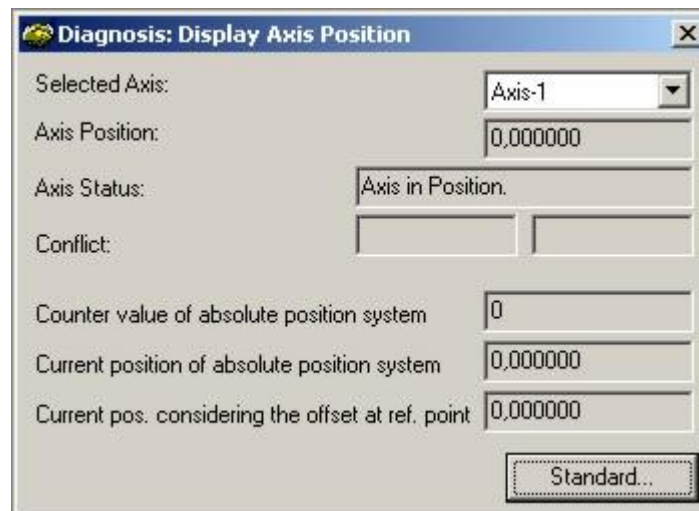 Diagnosis: Display Axis Position
Selected Axis: Axis-1
Axis Position: 0,000000
Axis Status: Axis in Position.
Conflict:
Counter value of absolute position system 0
Current position of absolute position system 0,000000
Current pos. considering the offset at ref. point 0,000000
Standard...